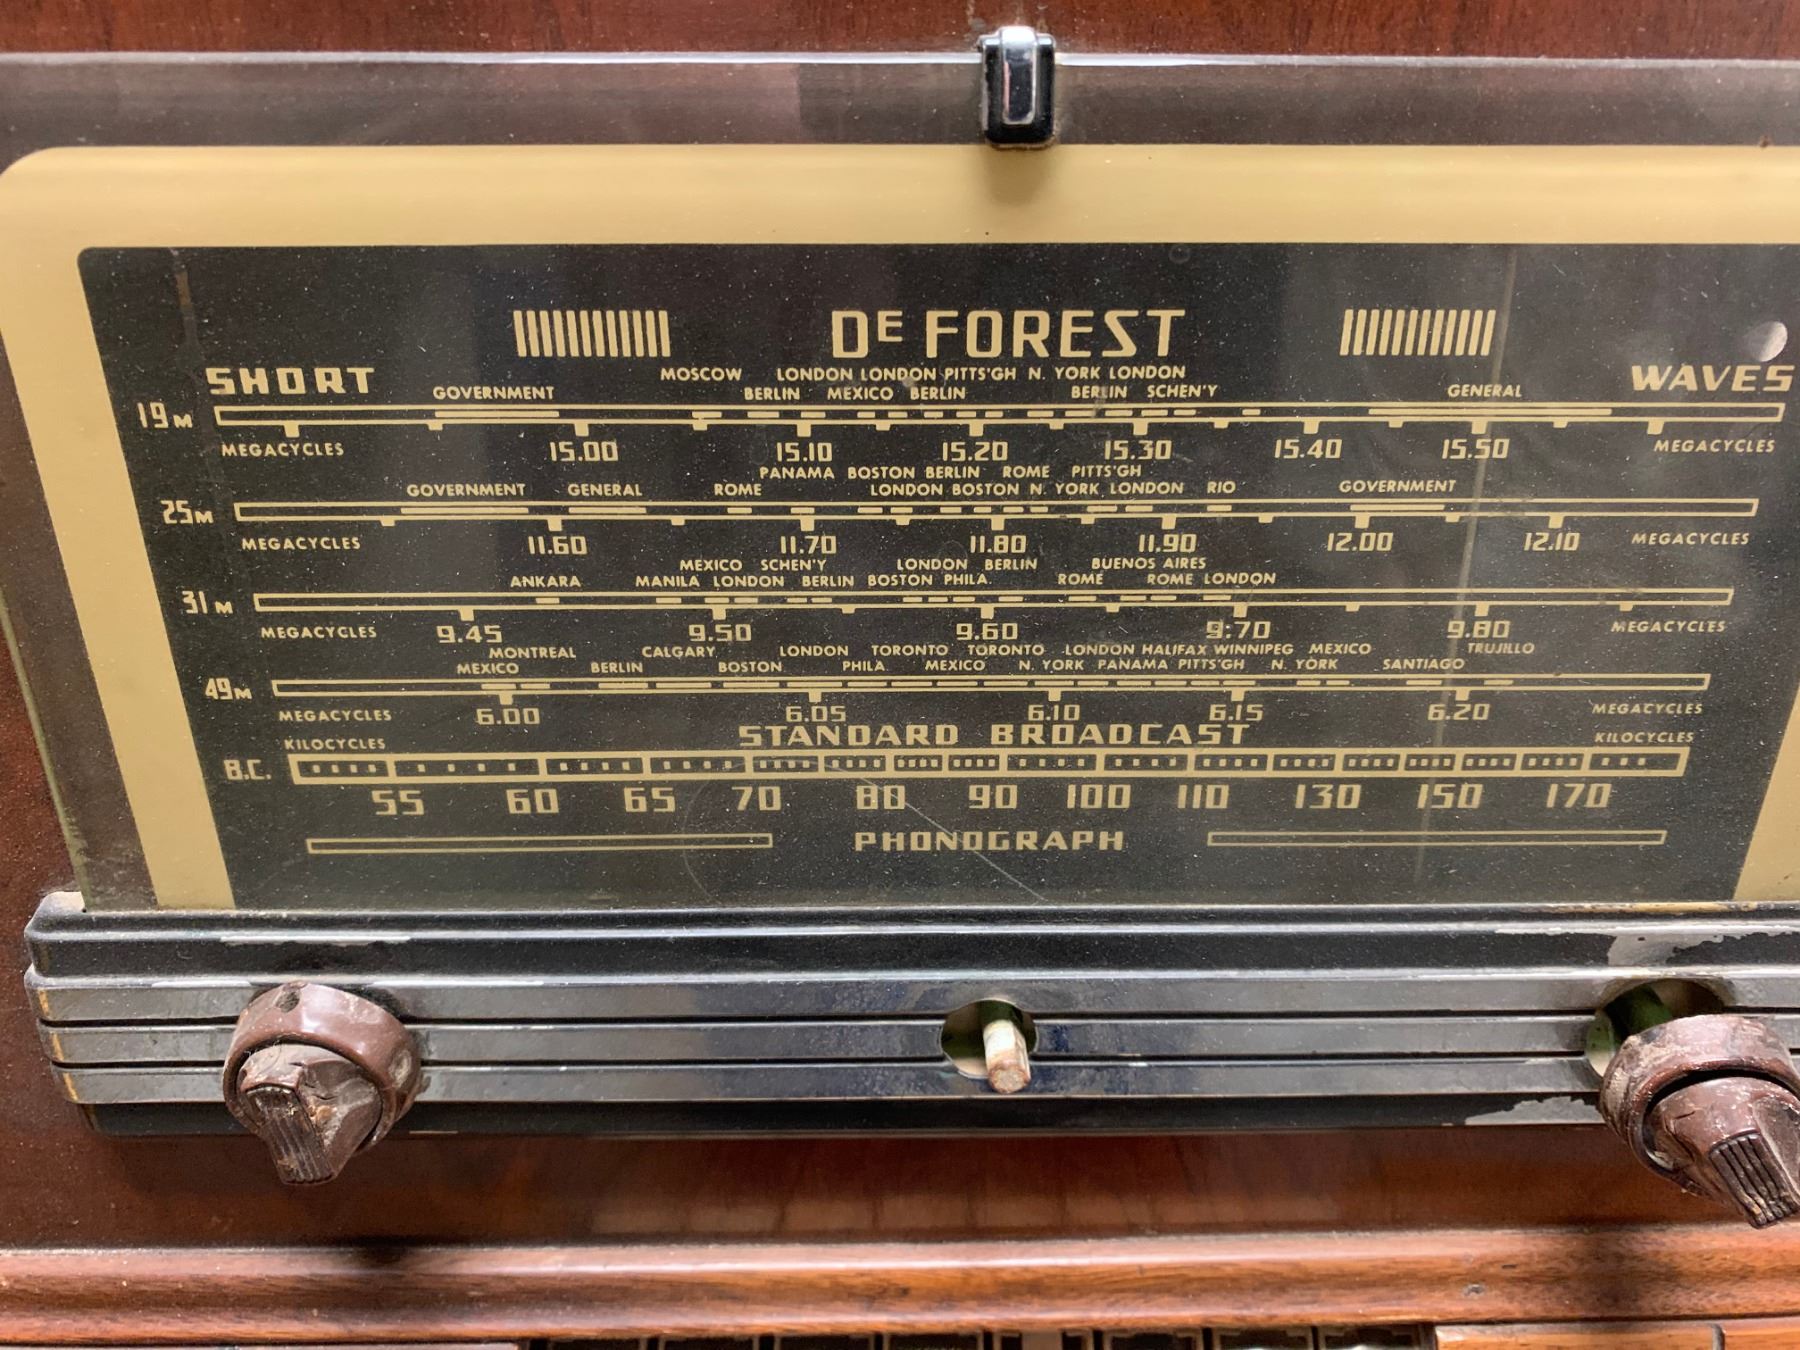 DE FOREST
SHORT WAVES
MOSCOW LONDON LONDON PITTS'GH N. YORK LONDON
GOVERNMENT BERLIN MEXICO BERLIN BERLIN SCHEN'Y GENERAL
19M
MEGACYCLES 15.00 15.10 15.20 15.30 15.40 15.50 MEGACYCLES
PANAMA BOSTON BERLIN ROME PITTS'GH
GOVERNMENT GENERAL ROME LONDON BOSTON N. YORK LONDON RIO GOVERNMENT
25M
MEGACYCLES 11.60 11.70 11.80 11.90 12.00 12.10 MEGACYCLES
MEXICO SCHEN'Y LONDON BERLIN BUENOS AIRES
ANKARA MANILA LONDON BERLIN BOSTON PHILA. ROME ROME LONDON
31M
MEGACYCLES 9.45 9.50 9.60 9:70 9.80 MEGACYCLES
MONTREAL CALGARY LONDON TORONTO TORONTO LONDON HALIFAX WINNIPEG MEXICO TRUJILLO
MEXICO BERLIN BOSTON PHILA. MEXICO N. YORK PANAMA PITTS'GH N. YORK SANTIAGO
49M
MEGACYCLES 6.00 6.05 6.10 6.15 6.20 MEGACYCLES
KILOCYCLES STANDARD BROADCAST KILOCYCLES
B.C.
55 60 65 70 80 90 100 110 130 150 170
PHONOGRAPH